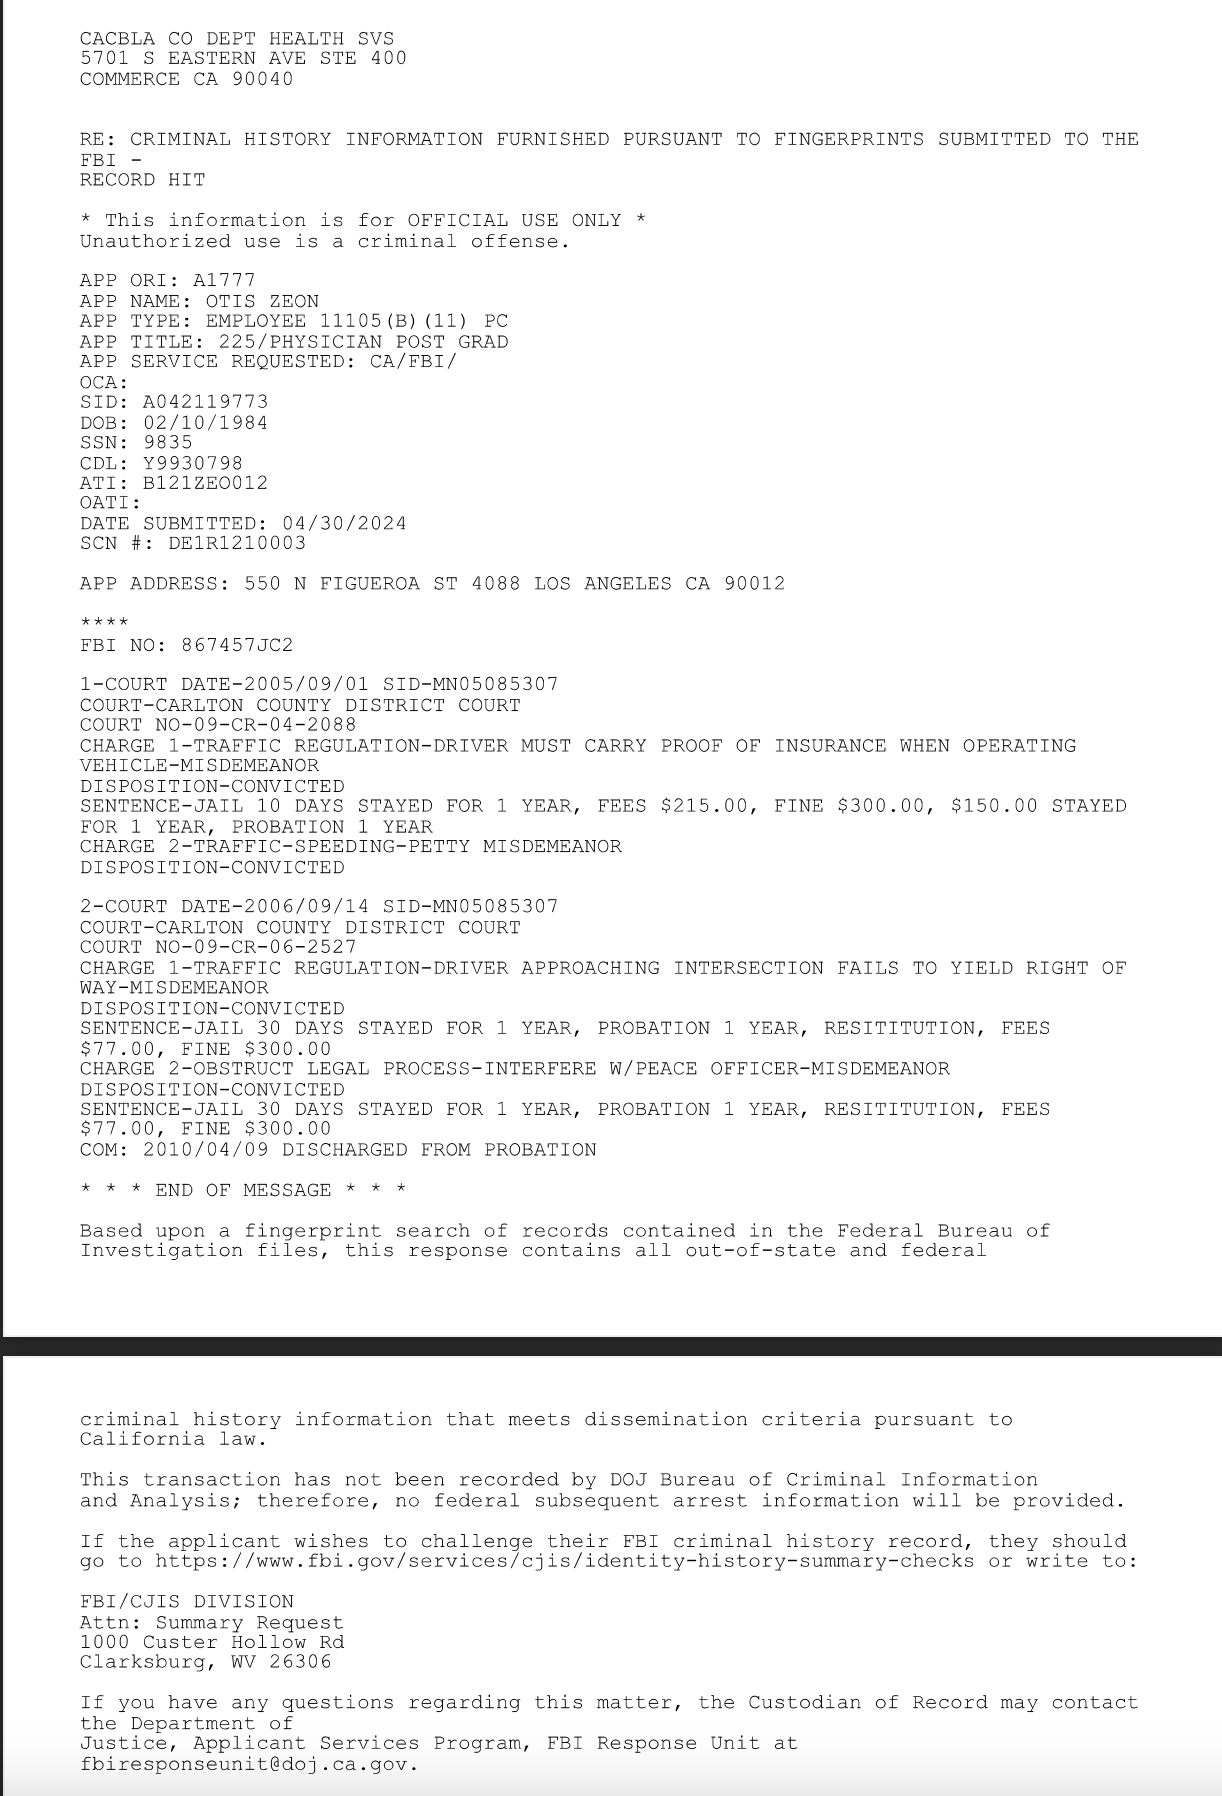 CACBLA CO DEPT HEALTH SVS
5701 S EASTERN AVE STE 400
COMMERCE CA 90040
RE: CRIMINAL HISTORY INFORMATION FURNISHED PURSUANT TO FINGERPRINTS SUBMITTED TO THE
FBI -
RECORD HIT
* This information is for OFFICIAL USE ONLY *
Unauthorized use is a criminal offense.
APP ORI: A1777
APP NAME: OTIS ZEON
APP TYPE: EMPLOYEE 11105(B)(11) PC
APP TITLE: 225/PHYSICIAN POST GRAD
APP SERVICE REQUESTED: CA/FBI/
OCA:
SID: A042119773
DOB: 02/10/1984
SSN: 9835
CDL: Y9930798
ATI: B121ZEO012
OATI:
DATE SUBMITTED: 04/30/2024
SCN #: DE1R1210003
APP ADDRESS: 550 N FIGUEROA ST 4088 LOS ANGELES CA 90012
****
FBI NO: 867457JC2
1-COURT DATE-2005/09/01 SID-MN05085307
COURT-CARLTON COUNTY DISTRICT COURT
COURT NO-09-CR-04-2088
CHARGE 1-TRAFFIC REGULATION-DRIVER MUST CARRY PROOF OF INSURANCE WHEN OPERATING
VEHICLE-MISDEMEANOR
DISPOSITION-CONVICTED
SENTENCE-JAIL 10 DAYS STAYED FOR 1 YEAR, FEES $215.00, FINE $300.00, $150.00 STAYED
FOR 1 YEAR, PROBATION 1 YEAR
CHARGE 2-TRAFFIC-SPEEDING-PETTY MISDEMEANOR
DISPOSITION-CONVICTED
2-COURT DATE-2006/09/14 SID-MN05085307
COURT-CARLTON COUNTY DISTRICT COURT
COURT NO-09-CR-06-2527
CHARGE 1-TRAFFIC REGULATION-DRIVER APPROACHING INTERSECTION FAILS TO YIELD RIGHT OF
WAY-MISDEMEANOR
DISPOSITION-CONVICTED
SENTENCE-JAIL 30 DAYS STAYED FOR 1 YEAR, PROBATION 1 YEAR, RESITITUTION, FEES
$77.00, FINE $300.00
CHARGE 2-OBSTRUCT LEGAL PROCESS-INTERFERE W/PEACE OFFICER-MISDEMEANOR
DISPOSITION-CONVICTED
SENTENCE-JAIL 30 DAYS STAYED FOR 1 YEAR, PROBATION 1 YEAR, RESITITUTION, FEES
$77.00, FINE $300.00
COM: 2010/04/09 DISCHARGED FROM PROBATION
* * * END OF MESSAGE * * *
Based upon a fingerprint search of records contained in the Federal Bureau of
Investigation files, this response contains all out-of-state and federal
criminal history information that meets dissemination criteria pursuant to
California law.
This transaction has not been recorded by DOJ Bureau of Criminal Information
and Analysis; therefore, no federal subsequent arrest information will be provided.
If the applicant wishes to challenge their FBI criminal history record, they should
go to https://www.fbi.gov/services/cjis/identity-history-summary-checks or write to:
FBI/CJIS DIVISION
Attn: Summary Request
1000 Custer Hollow Rd
Clarksburg, WV 26306
If you have any questions regarding this matter, the Custodian of Record may contact
the Department of
Justice, Applicant Services Program, FBI Response Unit at
fbiresponseunit@doj.ca.gov.